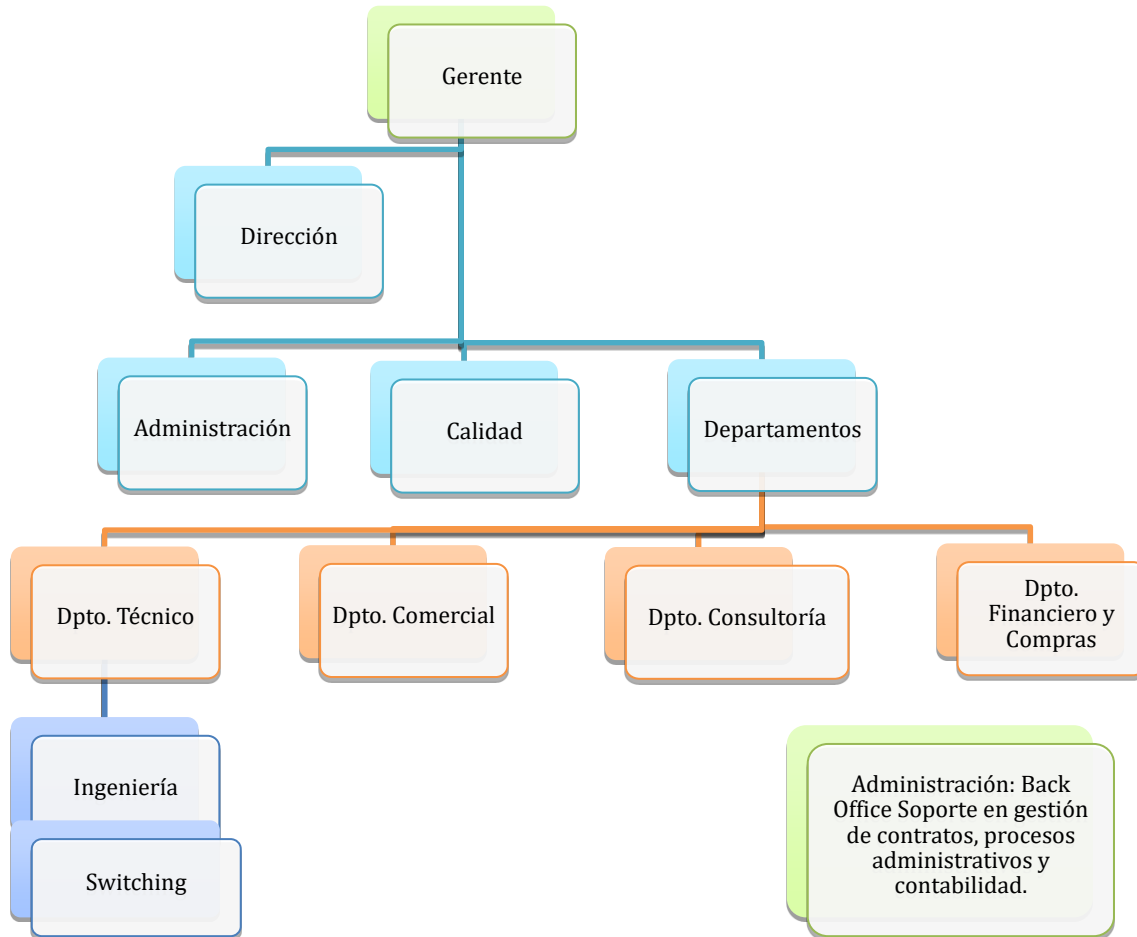 Gerente
Dirección
Administración
Calidad
Departamentos
Dpto. Técnico
Dpto. Comercial
Dpto. Consultoría
Dpto.
Financiero y
Compras
Ingeniería
Switching
Administración: Back
Office Soporte en gestión
de contratos, procesos
administrativos y
contabilidad.